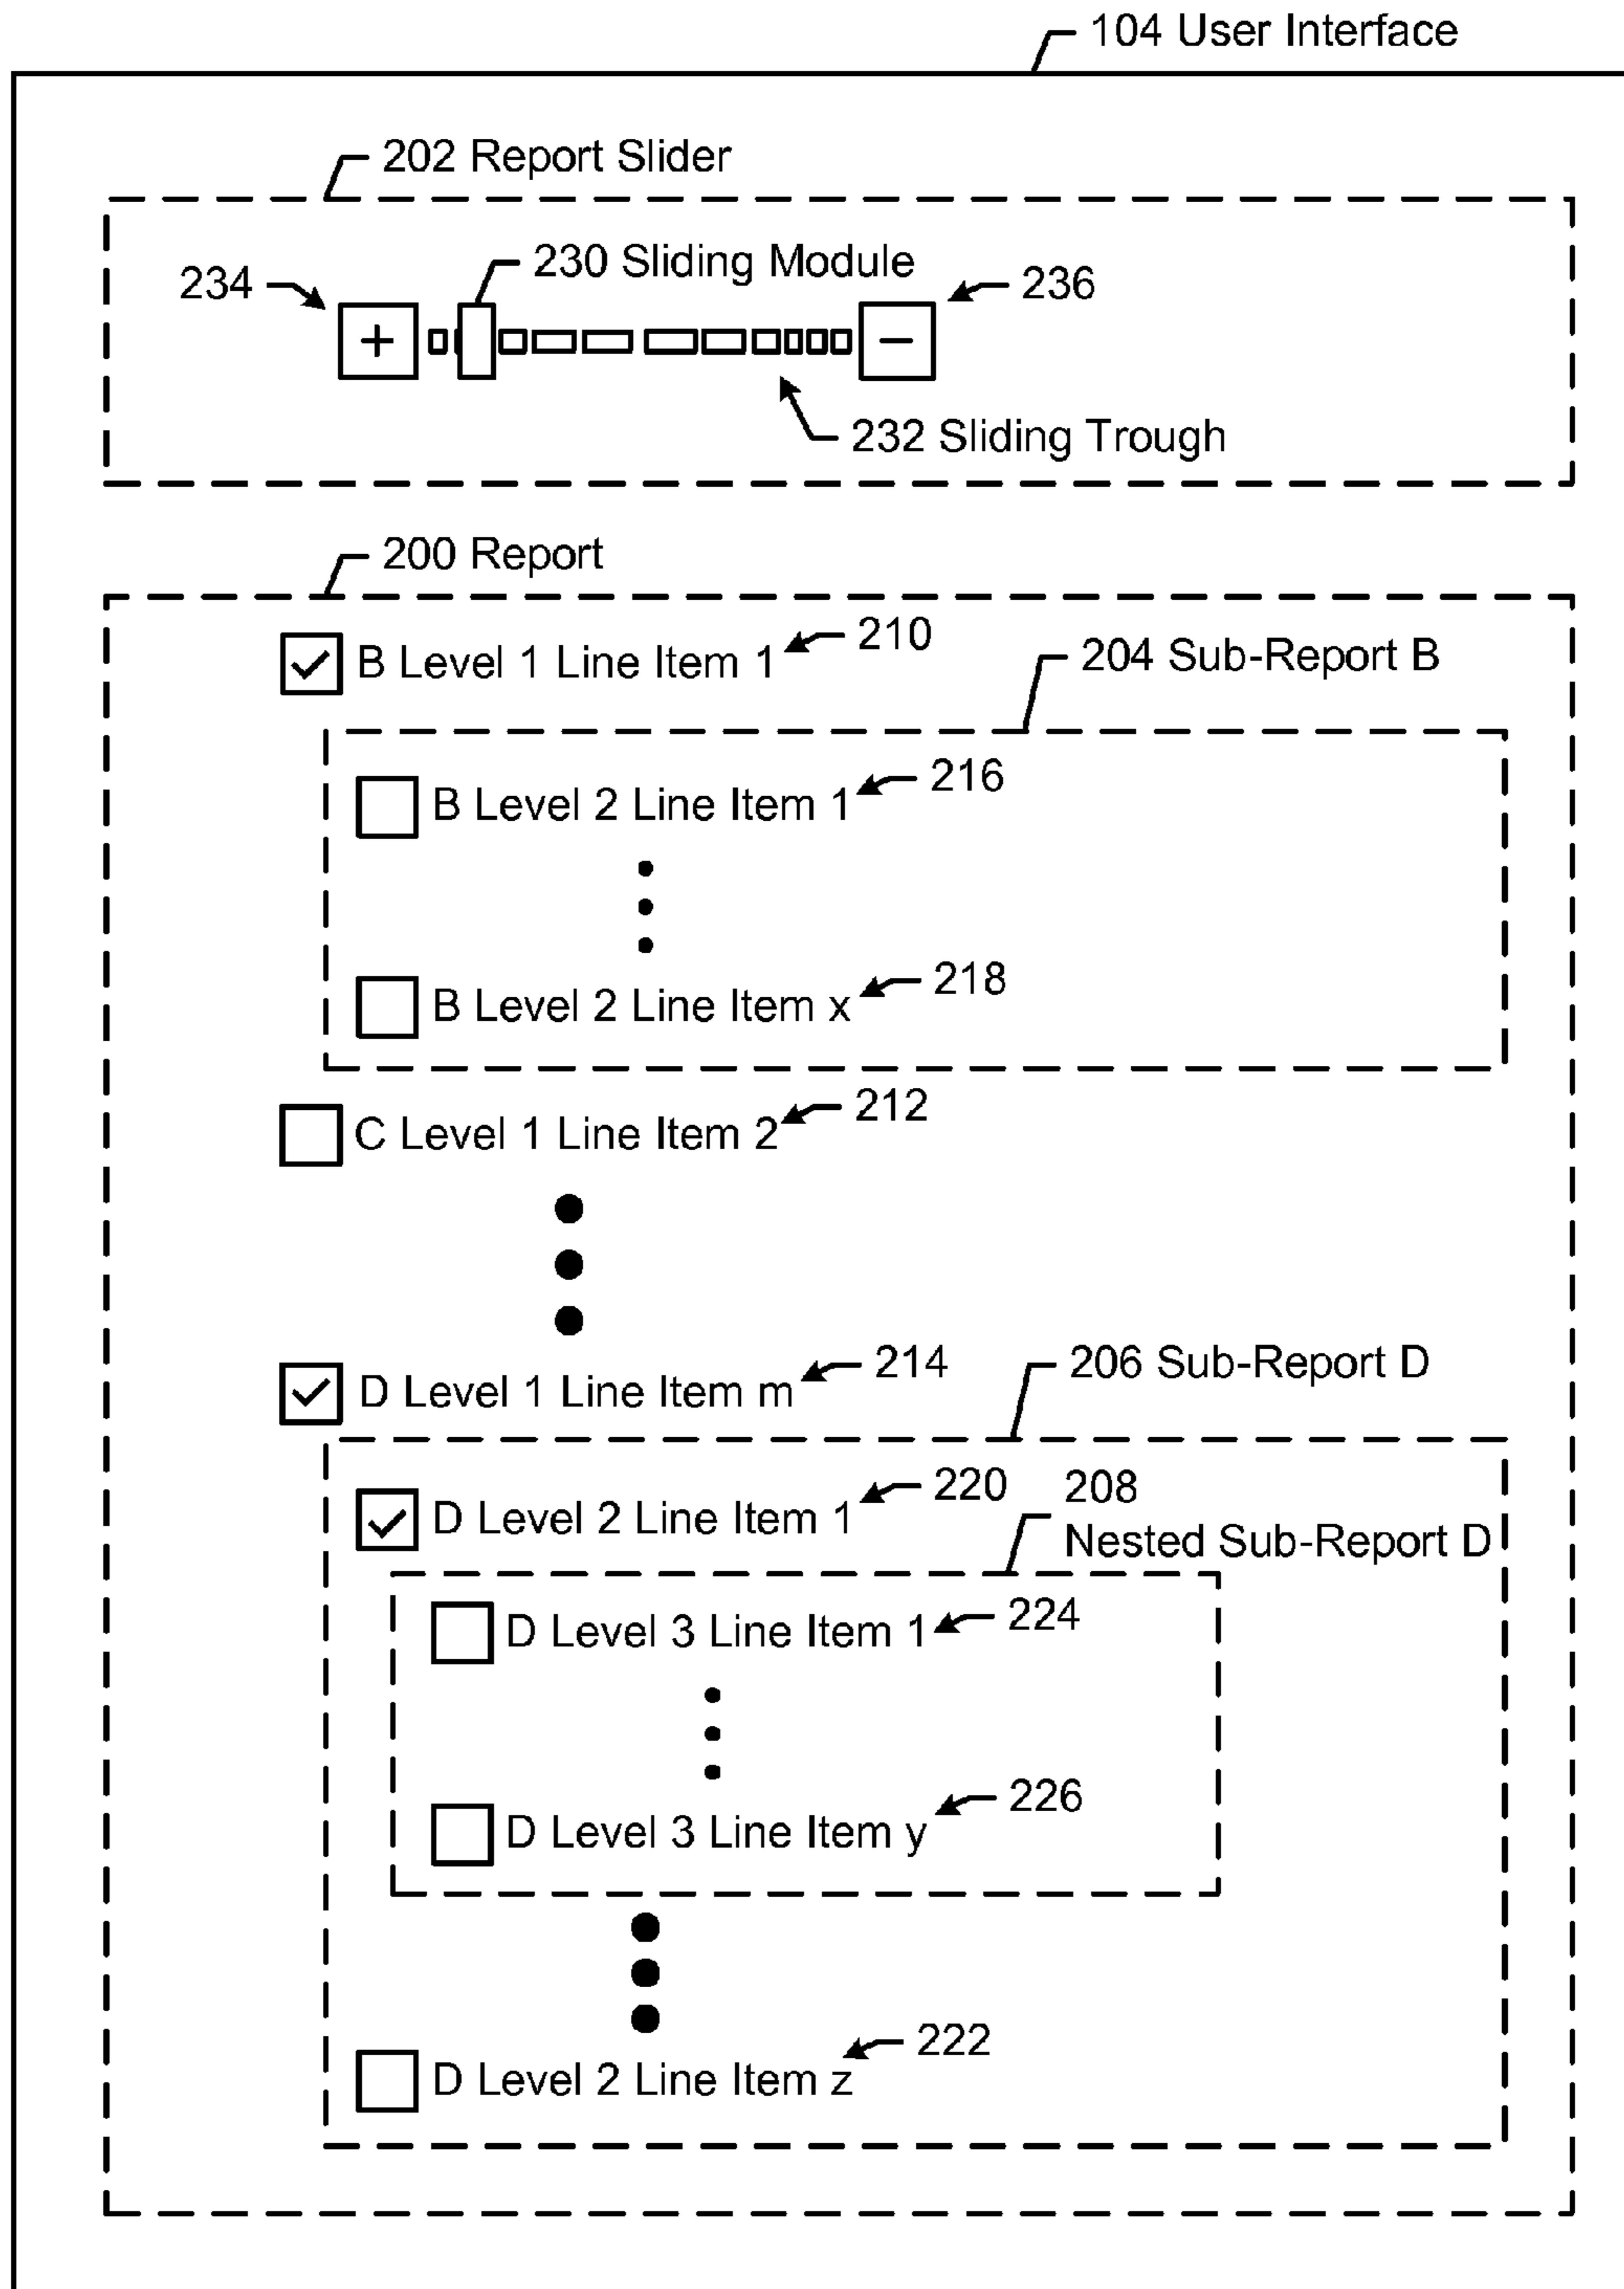 104 User Interface
202 Report Slider
230 Sliding Module
234
236
+
−
232 Sliding Trough
200 Report
210
B Level 1 Line Item 1
204 Sub-Report B
216
B Level 2 Line Item 1
218
B Level 2 Line Item x
212
C Level 1 Line Item 2
214
206 Sub-Report D
D Level 1 Line Item m
220
208
D Level 2 Line Item 1
Nested Sub-Report D
224
D Level 3 Line Item 1
226
D Level 3 Line Item y
222
D Level 2 Line Item z